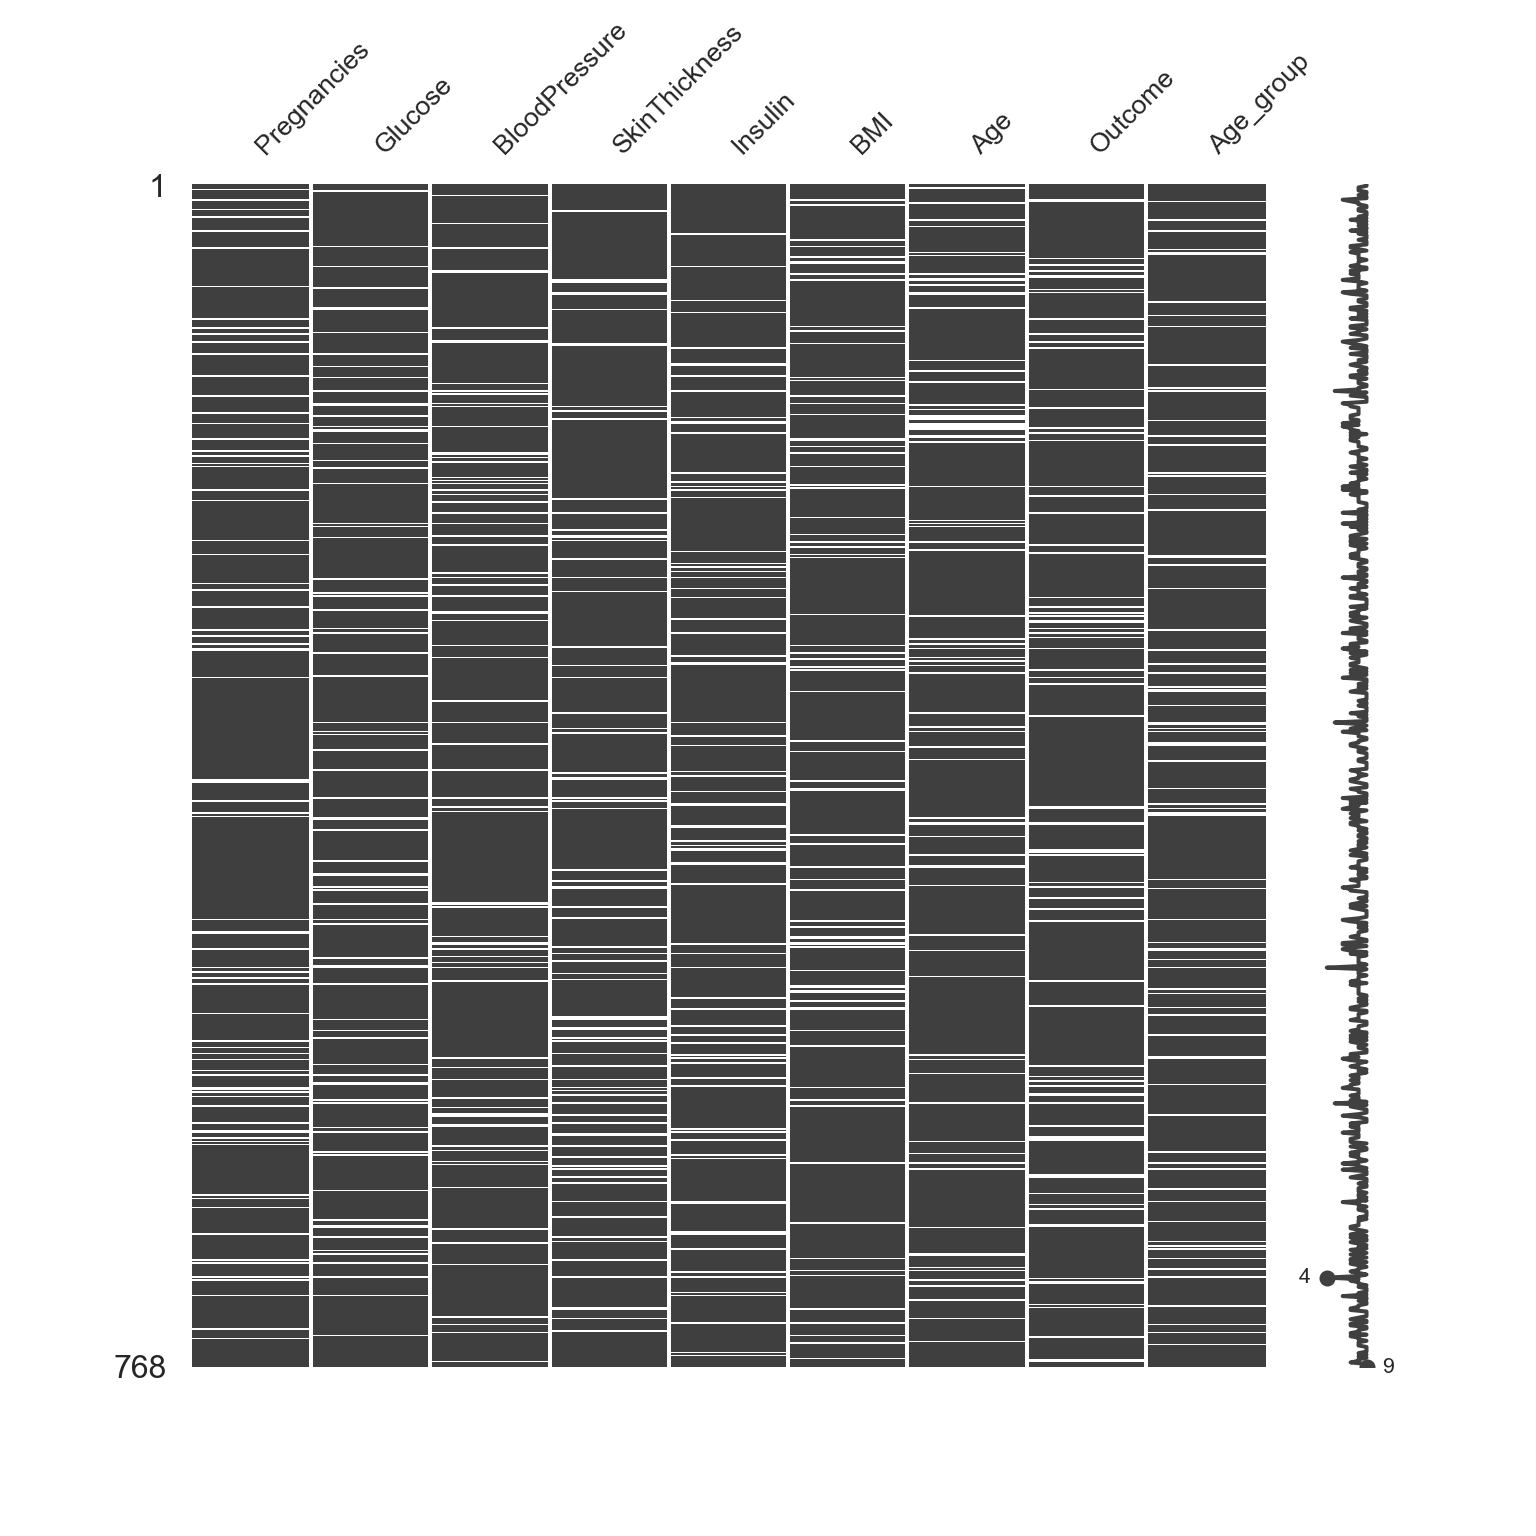 Pregnancies
Glucose
BloodPressure
SkinThickness
Insulin
BMI
Age
Outcome
Age_group
1
4
768
9